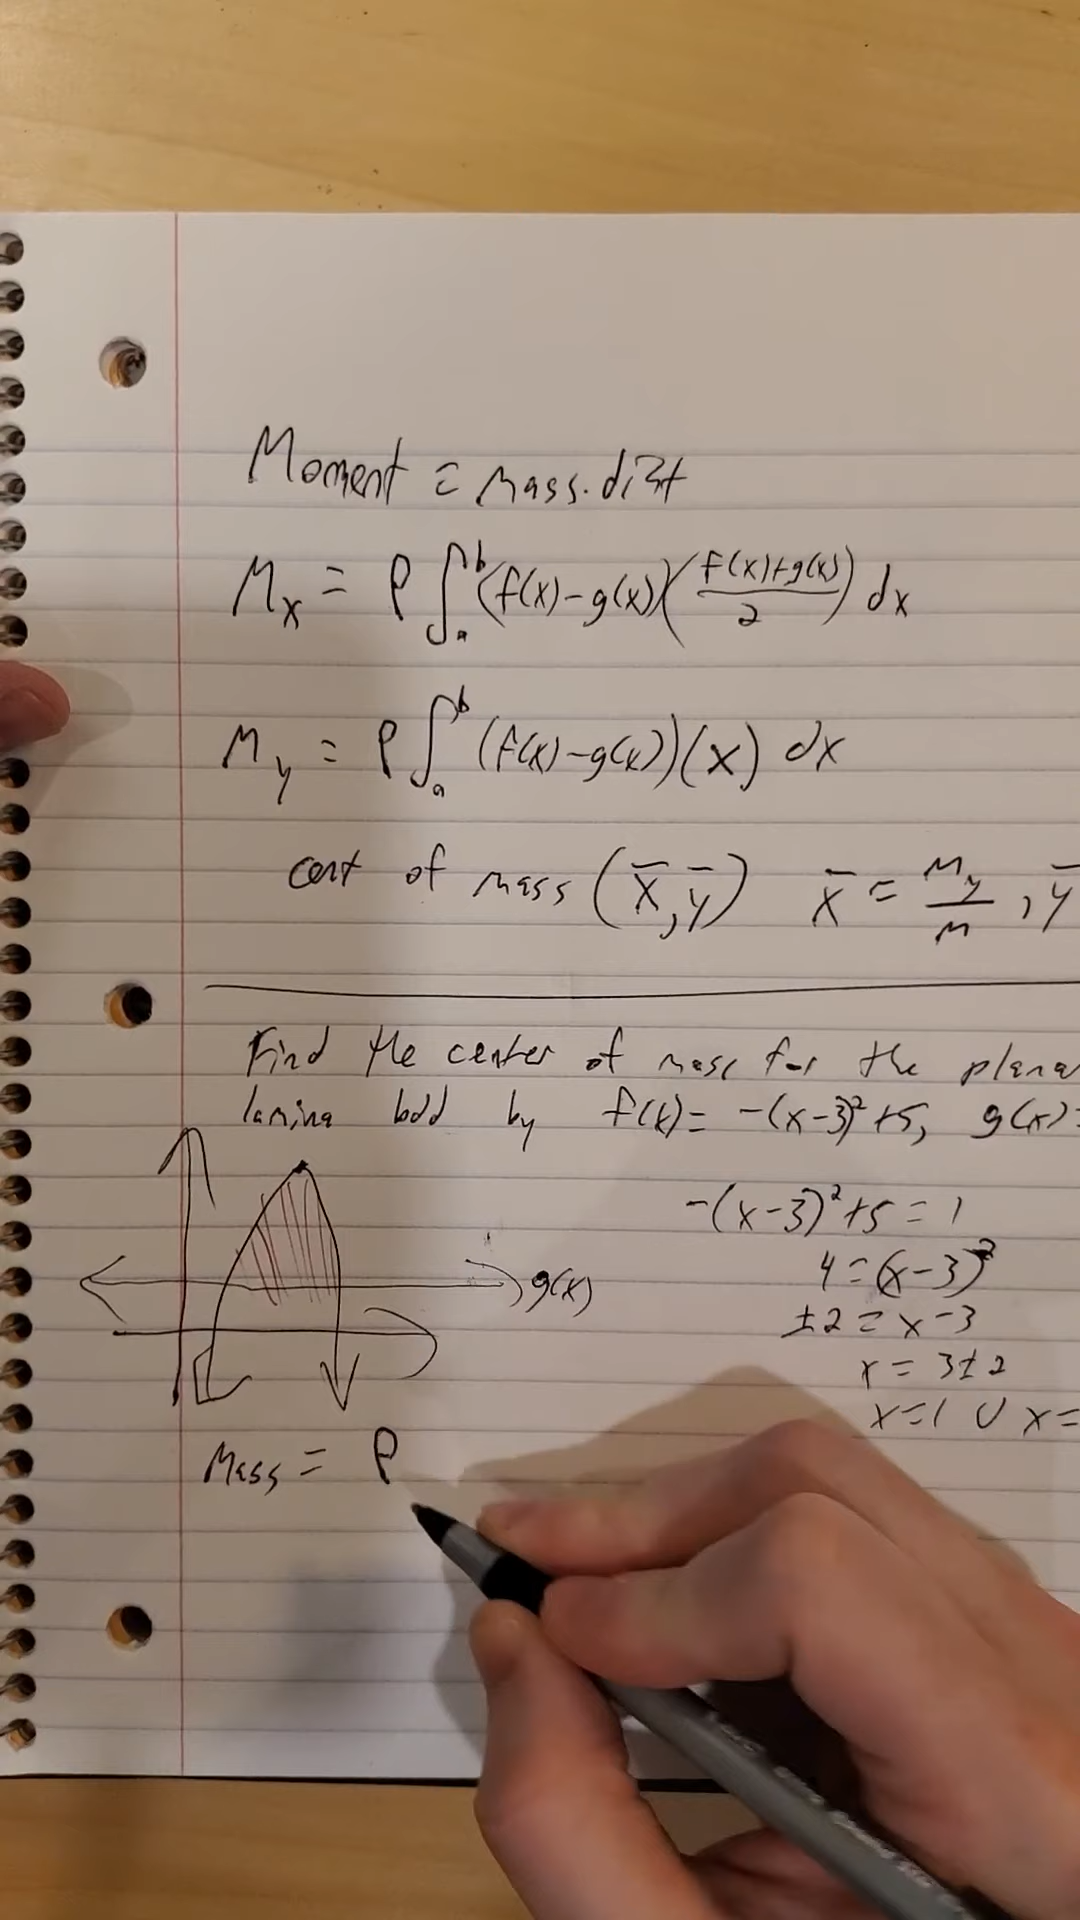 Moment = mass·dist
Mx = ρ∫ₐᵇ(f(x)-g(x))((f(x)+g(x))/2) dx
My = ρ∫ₐᵇ (f(x)-g(x))(x) dx
cent of mass (x̄,ȳ) x̄ = My/m , ȳ
Find the center of mass for the plana
lamina bdd by f(x)= -(x-3)²+5, g(x)=
-(x-3)²+5 = 1
4 = (x-3)²
±2 = x-3
x = 3±2
x=1 ∪ x=
g(x)
Mass = ρ